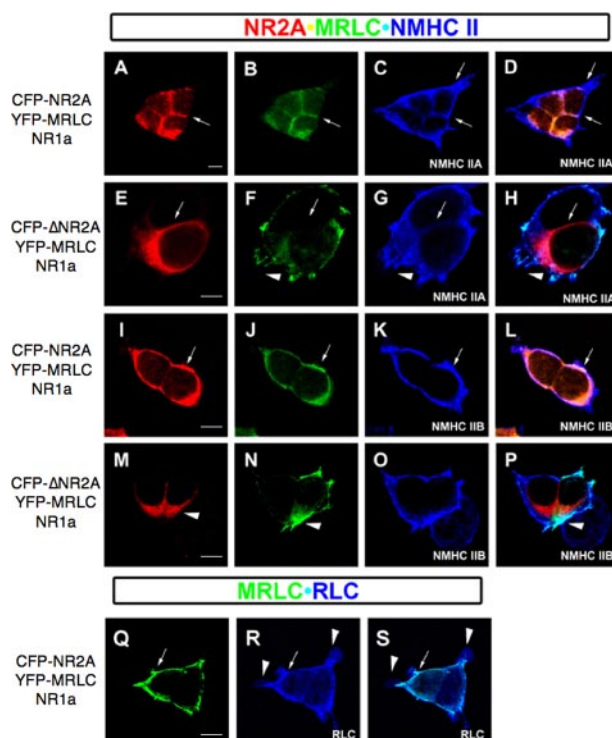 NR2A•MRLC•NMHC II
CFP-NR2A
YFP-MRLC
NR1a
A
B
C
NMHC IIA
D
NMHC IIA
CFP-ΔNR2A
YFP-MRLC
NR1a
E
F
G
NMHC IIA
H
NMHC IIA
CFP-NR2A
YFP-MRLC
NR1a
I
J
K
NMHC IIB
L
NMHC IIB
CFP-ΔNR2A
YFP-MRLC
NR1a
M
N
O
NMHC IIB
P
NMHC IIB
MRLC•RLC
CFP-NR2A
YFP-MRLC
NR1a
Q
R
RLC
S
RLC